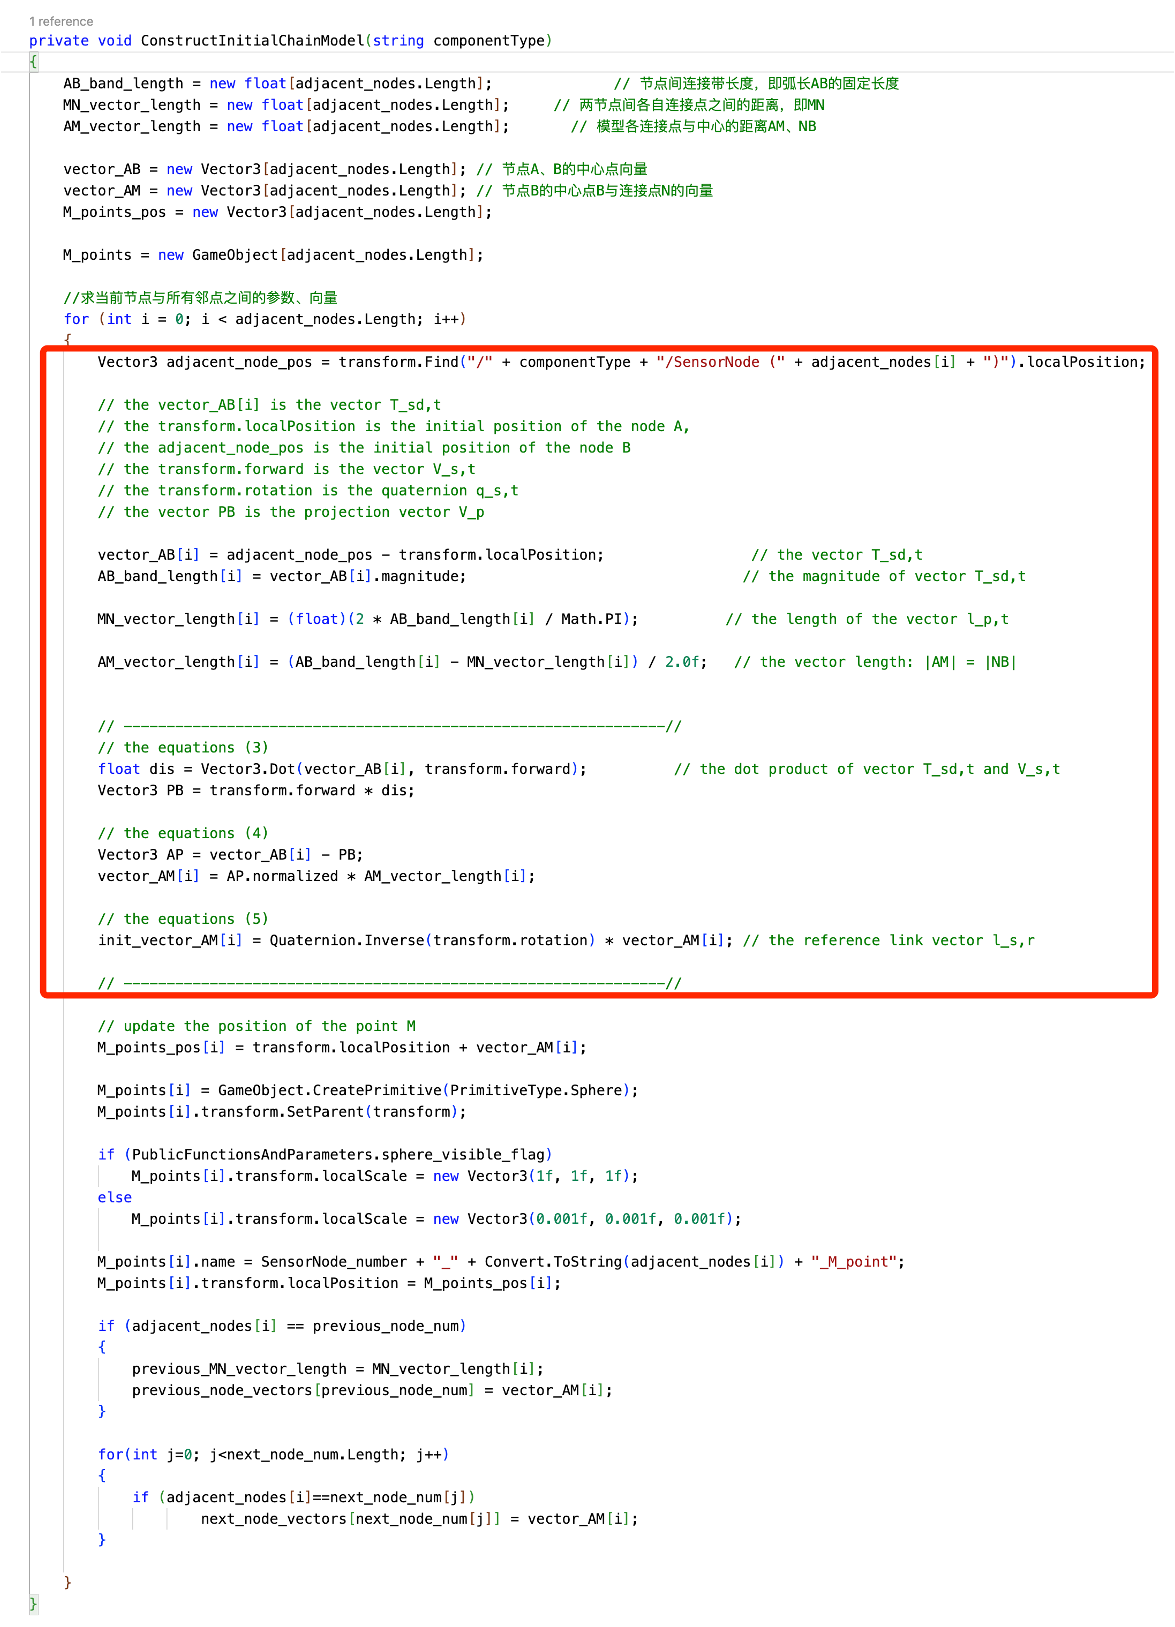 1 reference
private void ConstructInitialChainModel(string componentType)
{
AB_band_length = new float[adjacent_nodes.Length]; // 节点间连接带长度，即弧长AB的固定长度
MN_vector_length = new float[adjacent_nodes.Length]; // 两节点间各自连接点之间的距离，即MN
AM_vector_length = new float[adjacent_nodes.Length]; // 模型各连接点与中心的距离AM、NB
vector_AB = new Vector3[adjacent_nodes.Length]; // 节点A、B的中心点向量
vector_AM = new Vector3[adjacent_nodes.Length]; // 节点B的中心点B与连接点N的向量
M_points_pos = new Vector3[adjacent_nodes.Length];
M_points = new GameObject[adjacent_nodes.Length];
//求当前节点与所有邻点之间的参数、向量
for (int i = 0; i < adjacent_nodes.Length; i++)
{
Vector3 adjacent_node_pos = transform.Find("/" + componentType + "/SensorNode (" + adjacent_nodes[i] + ")").localPosition;
// the vector_AB[i] is the vector T_sd,t
// the transform.localPosition is the initial position of the node A,
// the adjacent_node_pos is the initial position of the node B
// the transform.forward is the vector V_s,t
// the transform.rotation is the quaternion q_s,t
// the vector PB is the projection vector V_p
vector_AB[i] = adjacent_node_pos - transform.localPosition; // the vector T_sd,t
AB_band_length[i] = vector_AB[i].magnitude; // the magnitude of vector T_sd,t
MN_vector_length[i] = (float)(2 * AB_band_length[i] / Math.PI); // the length of the vector l_p,t
AM_vector_length[i] = (AB_band_length[i] - MN_vector_length[i]) / 2.0f; // the vector length: |AM| = |NB|
// ---------------------------------------------------------------//
// the equations (3)
float dis = Vector3.Dot(vector_AB[i], transform.forward); // the dot product of vector T_sd,t and V_s,t
Vector3 PB = transform.forward * dis;
// the equations (4)
Vector3 AP = vector_AB[i] - PB;
vector_AM[i] = AP.normalized * AM_vector_length[i];
// the equations (5)
init_vector_AM[i] = Quaternion.Inverse(transform.rotation) * vector_AM[i]; // the reference link vector l_s,r
// ---------------------------------------------------------------//
// update the position of the point M
M_points_pos[i] = transform.localPosition + vector_AM[i];
M_points[i] = GameObject.CreatePrimitive(PrimitiveType.Sphere);
M_points[i].transform.SetParent(transform);
if (PublicFunctionsAndParameters.sphere_visible_flag)
M_points[i].transform.localScale = new Vector3(1f, 1f, 1f);
else
M_points[i].transform.localScale = new Vector3(0.001f, 0.001f, 0.001f);
M_points[i].name = SensorNode_number + "_" + Convert.ToString(adjacent_nodes[i]) + "_M_point";
M_points[i].transform.localPosition = M_points_pos[i];
if (adjacent_nodes[i] == previous_node_num)
{
previous_MN_vector_length = MN_vector_length[i];
previous_node_vectors[previous_node_num] = vector_AM[i];
}
for(int j=0; j<next_node_num.Length; j++)
{
if (adjacent_nodes[i]==next_node_num[j])
next_node_vectors[next_node_num[j]] = vector_AM[i];
}
}
}